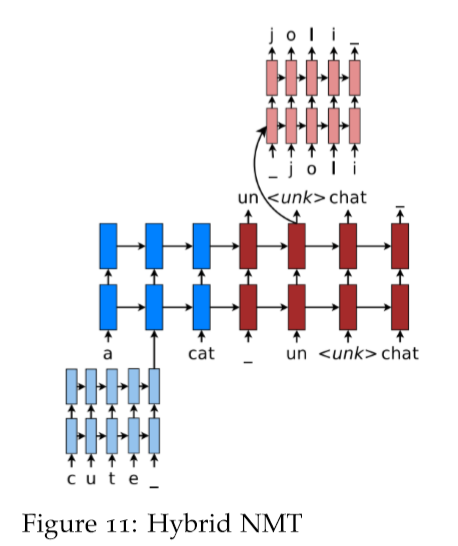 j o l i _
_ j o l i
un <unk> chat _
a cat _ un <unk> chat
c u t e _
Figure 11: Hybrid NMT